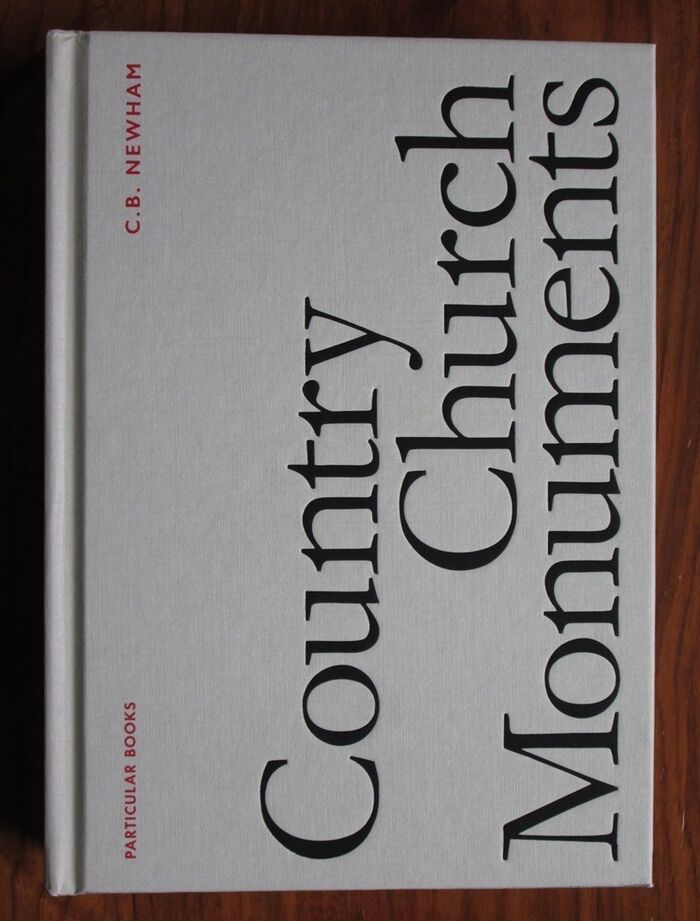 PARTICULAR BOOKS
C.B. NEWHAM
Country
Church
Monuments